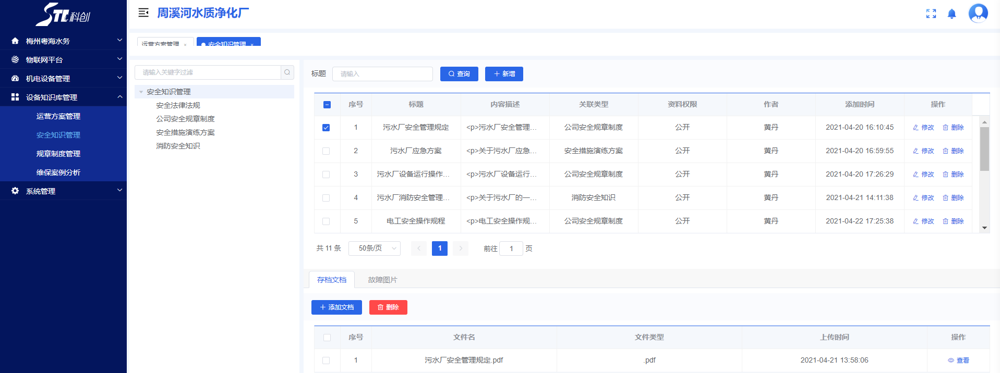 STL科创
周溪河水质净化厂
梅州粤海水务
物联网平台
机电设备管理
设备知识库管理
运营方案管理
安全知识管理
规章制度管理
维保案例分析
系统管理
运营方案管理 ×
安全知识管理 ×
请输入关键字过滤
安全知识管理
安全法律法规
公司安全规章制度
安全措施演练方案
消防安全知识
标题 请输入 查询 新增
序号 标题 内容描述 关联类型 资料权限 作者 添加时间 操作
1 污水厂安全管理规定 <p>污水厂安全管理... 公司安全规章制度 公开 黄丹 2021-04-20 16:10:45 修改 删除
2 污水厂应急方案 <p>关于污水厂应急... 安全措施演练方案 公开 黄丹 2021-04-20 16:59:55 修改 删除
3 污水厂设备运行操作... <p>污水厂设备运行... 公司安全规章制度 公开 黄丹 2021-04-20 17:26:29 修改 删除
4 污水厂消防安全管理... <p>关于污水厂的一... 消防安全知识 公开 黄丹 2021-04-21 14:11:38 修改 删除
5 电工安全操作规程 <p>电工安全操作规... 公司安全规章制度 公开 黄丹 2021-04-22 17:25:38 修改 删除
共 11 条 50条/页 1 前往 1 页
存档文档 故障图片
添加文档 删除
序号 文件名 文件类型 上传时间 操作
1 污水厂安全管理规定.pdf .pdf 2021-04-21 13:58:06 查看